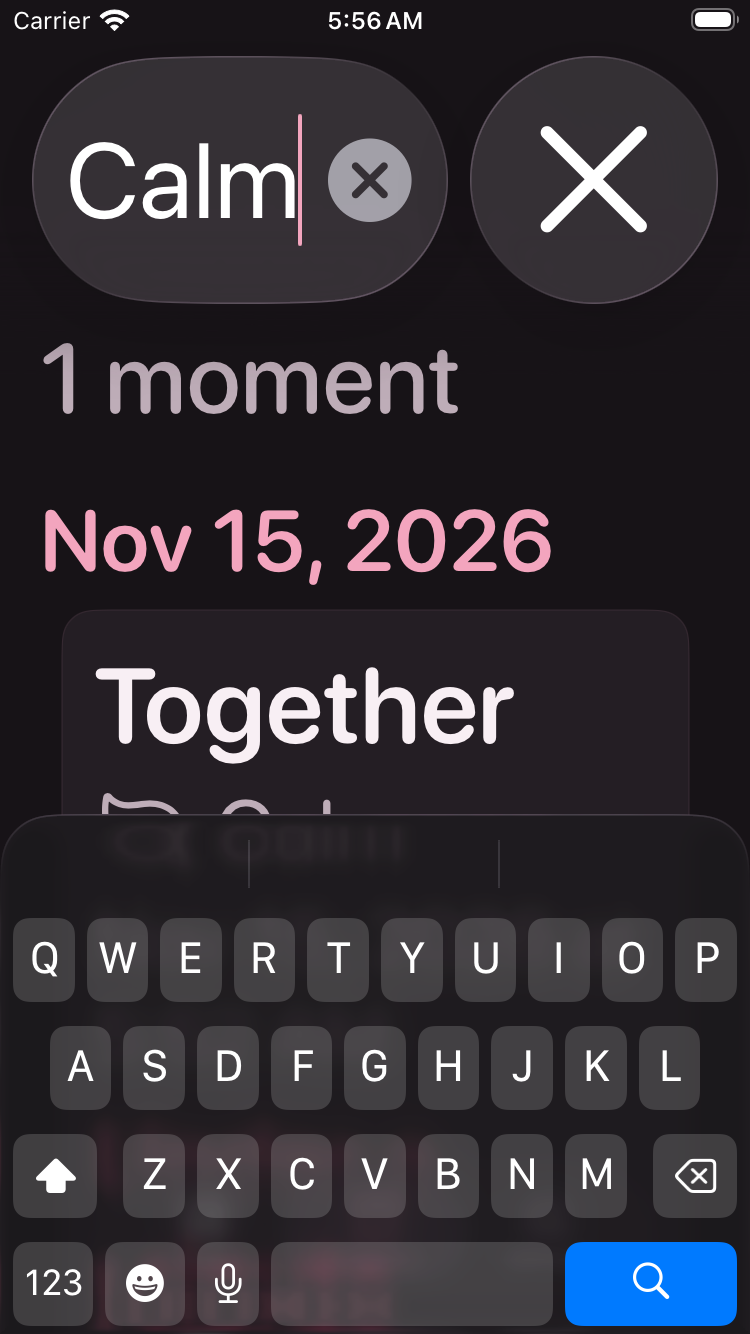 Carrier
5:56 AM
Calm
1 moment
Nov 15, 2026
Together
Q W E R T Y U I O P
A S D F G H J K L
Z X C V B N M
123